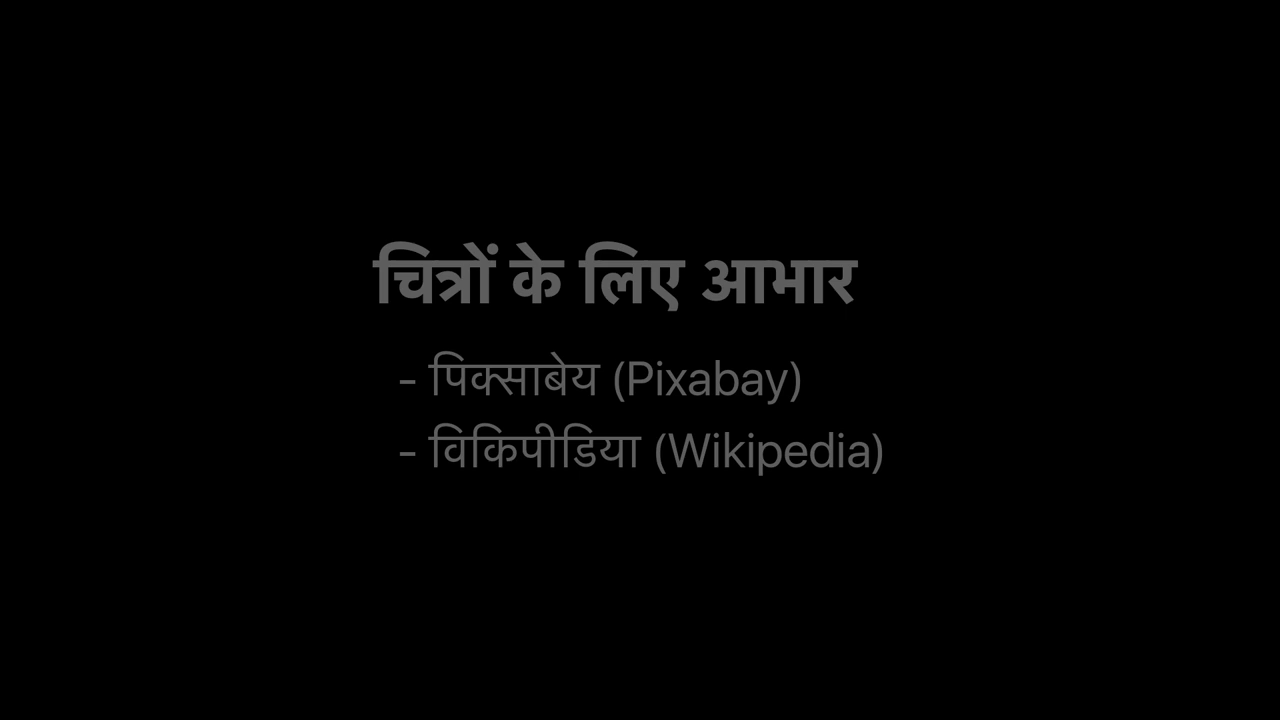 चित्रों के लिए आभार
- पिक्साबेय (Pixabay)
- विकिपीडिया (Wikipedia)